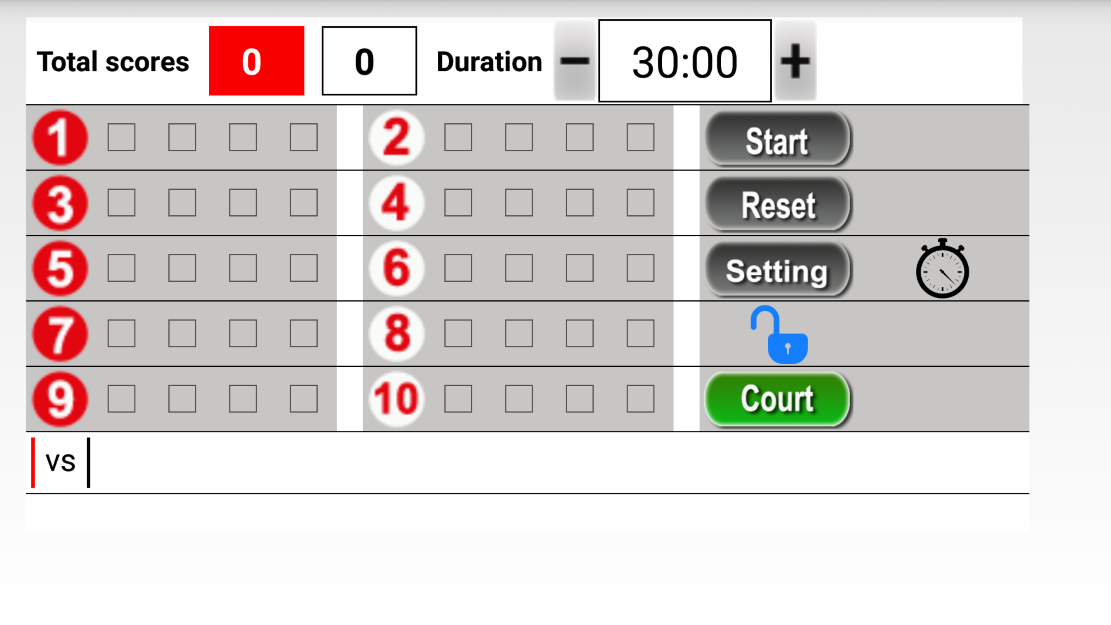 Total scores 0 0 Duration − 30:00 +
1 2 Start
3 4 Reset
5 6 Setting
7 8
9 10 Court
vs